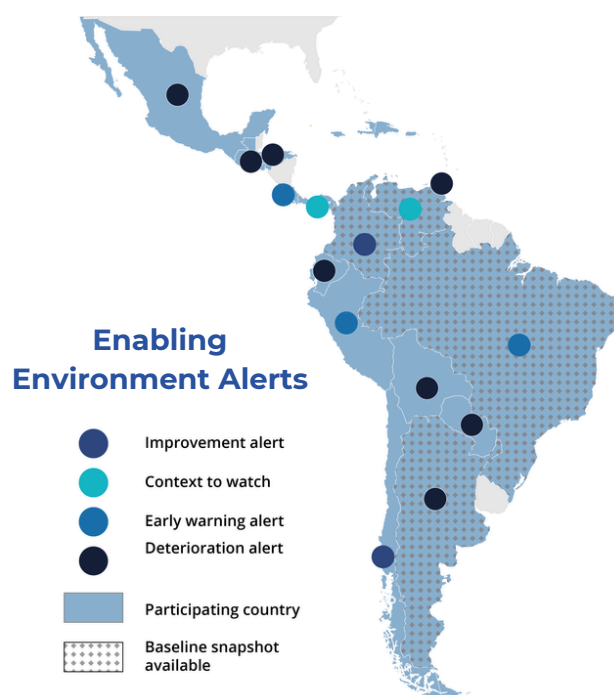 Enabling
Environment Alerts
Improvement alert
Context to watch
Early warning alert
Deterioration alert
Participating country
Baseline snapshot
available